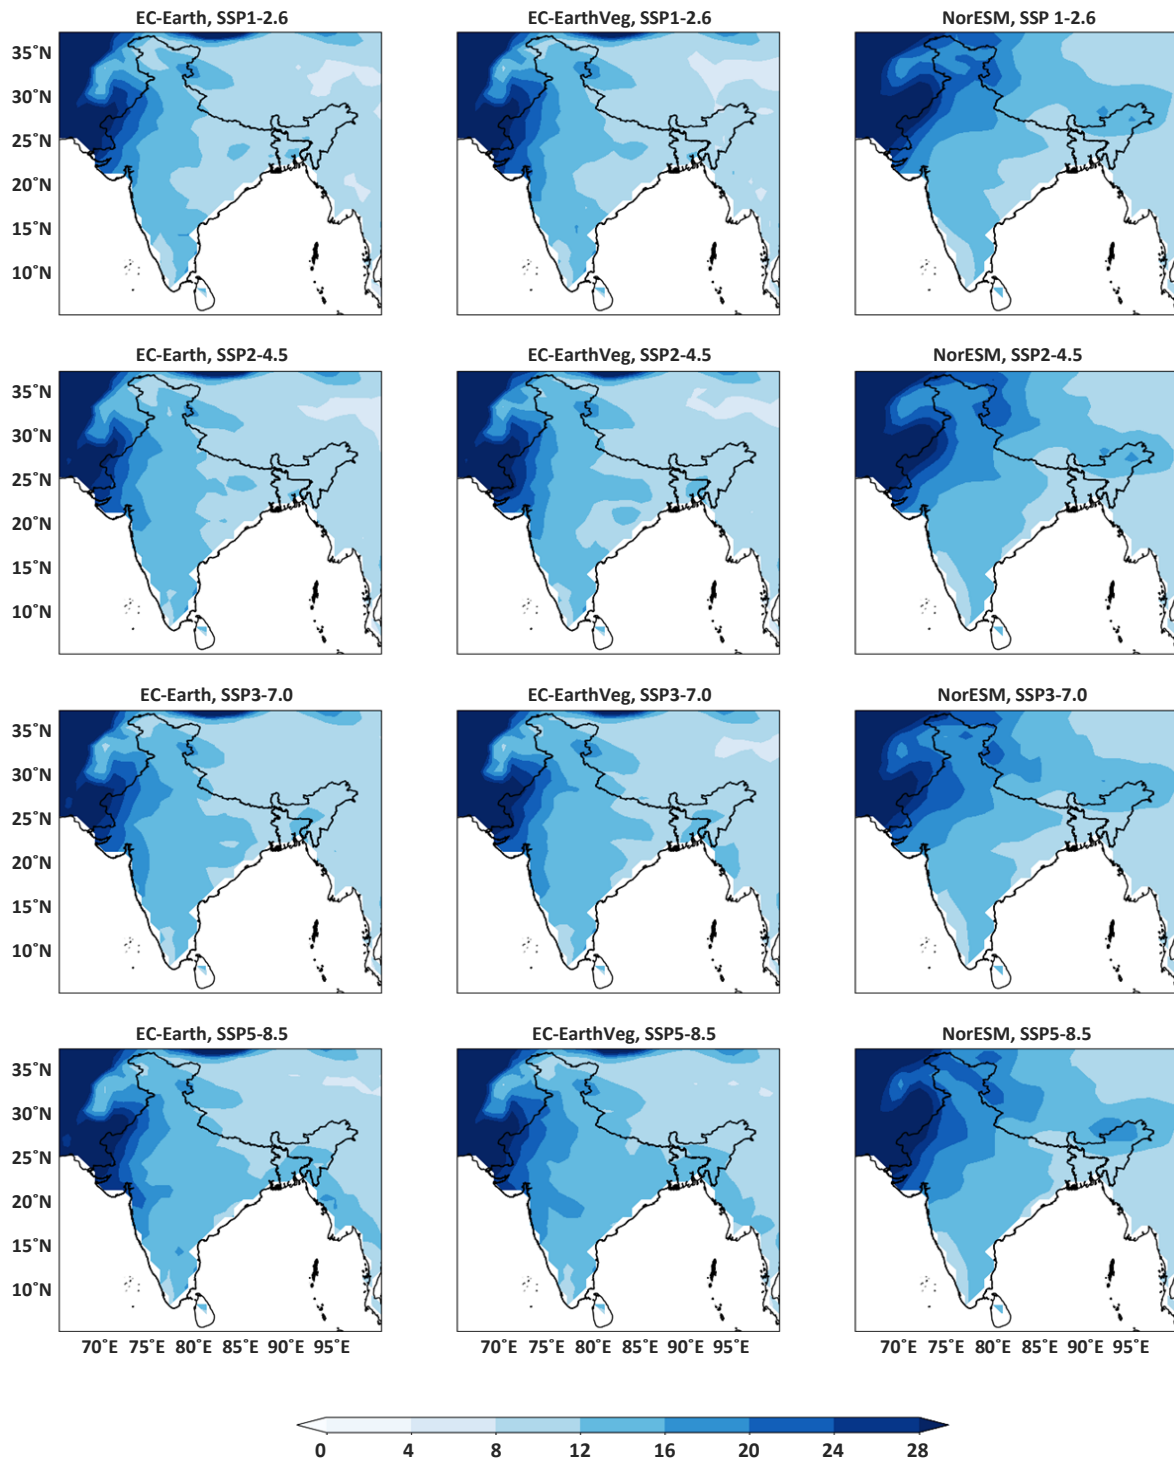 EC-Earth, SSP1-2.6
EC-EarthVeg, SSP1-2.6
NorESM, SSP 1-2.6
35°N
30°N
25°N
20°N
15°N
10°N
EC-Earth, SSP2-4.5
EC-EarthVeg, SSP2-4.5
NorESM, SSP2-4.5
35°N
30°N
25°N
20°N
15°N
10°N
EC-Earth, SSP3-7.0
EC-EarthVeg, SSP3-7.0
NorESM, SSP3-7.0
35°N
30°N
25°N
20°N
15°N
10°N
EC-Earth, SSP5-8.5
EC-EarthVeg, SSP5-8.5
NorESM, SSP5-8.5
35°N
30°N
25°N
20°N
15°N
10°N
70°E 75°E 80°E 85°E 90°E 95°E
70°E 75°E 80°E 85°E 90°E 95°E
70°E 75°E 80°E 85°E 90°E 95°E
0 4 8 12 16 20 24 28